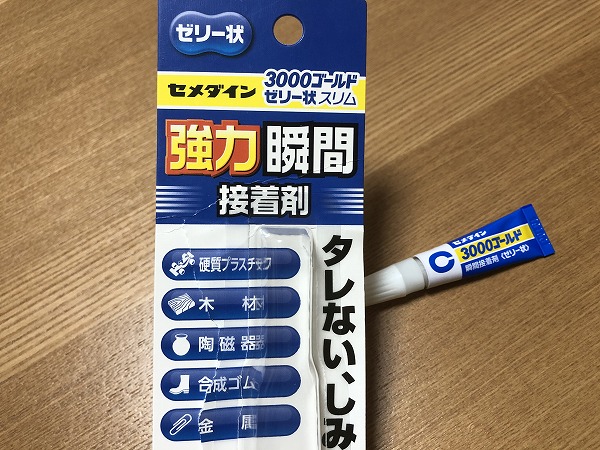 ゼリー状
セメダイン
3000ゴールド
ゼリー状スリム
強力瞬間
接着剤
硬質プラスチック
木材
陶磁器
合成ゴム
金属
タレない、しみ
セメダイン
3000ゴールド
瞬間接着剤〈ゼリー状〉